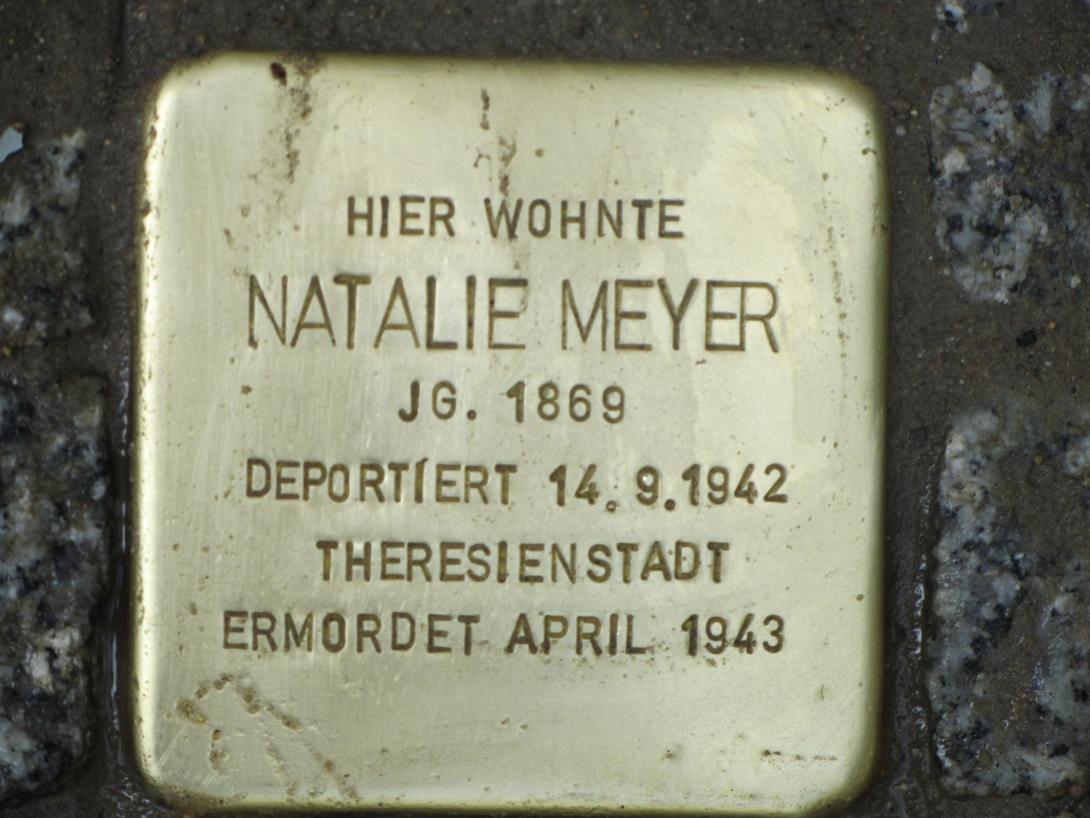 HIER WOHNTE
NATALIE MEYER
JG. 1869
DEPORTIERT 14.9.1942
THERESIENSTADT
ERMORDET APRIL 1943